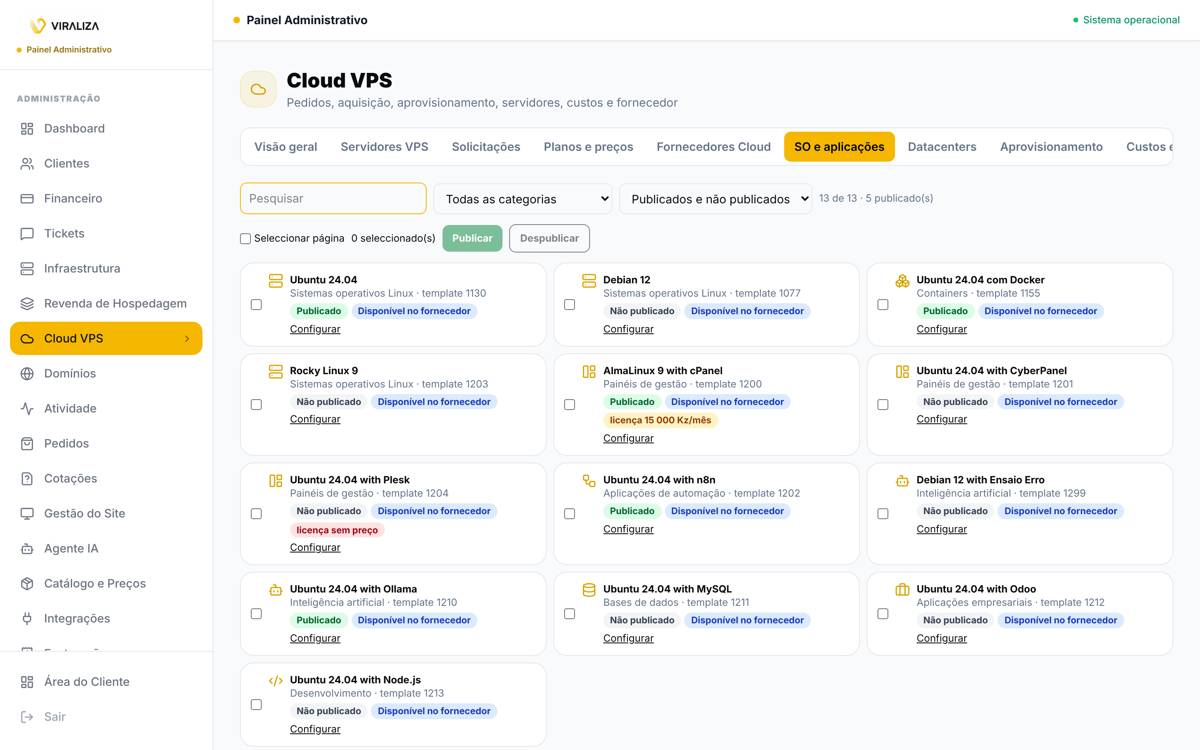 VIRALIZA
Painel Administrativo
ADMINISTRAÇÃO
Dashboard
Clientes
Financeiro
Tickets
Infraestrutura
Revenda de Hospedagem
Cloud VPS
Domínios
Atividade
Pedidos
Cotações
Gestão do Site
Agente IA
Catálogo e Preços
Integrações
Área do Cliente
Sair
Painel Administrativo
Sistema operacional
Cloud VPS
Pedidos, aquisição, aprovisionamento, servidores, custos e fornecedor
Visão geral Servidores VPS Solicitações Planos e preços Fornecedores Cloud SO e aplicações Datacenters Aprovisionamento Custos e
Pesquisar Todas as categorias Publicados e não publicados 13 de 13 · 5 publicado(s)
Seleccionar página 0 seleccionado(s) Publicar Despublicar
Ubuntu 24.04
Sistemas operativos Linux · template 1130
Publicado Disponível no fornecedor
Configurar
Debian 12
Sistemas operativos Linux · template 1077
Não publicado Disponível no fornecedor
Configurar
Ubuntu 24.04 com Docker
Containers · template 1155
Publicado Disponível no fornecedor
Configurar
Rocky Linux 9
Sistemas operativos Linux · template 1203
Não publicado Disponível no fornecedor
Configurar
AlmaLinux 9 with cPanel
Painéis de gestão · template 1200
Publicado Disponível no fornecedor
licença 15 000 Kz/mês
Configurar
Ubuntu 24.04 with CyberPanel
Painéis de gestão · template 1201
Não publicado Disponível no fornecedor
Configurar
Ubuntu 24.04 with Plesk
Painéis de gestão · template 1204
Não publicado Disponível no fornecedor
licença sem preço
Configurar
Ubuntu 24.04 with n8n
Aplicações de automação · template 1202
Publicado Disponível no fornecedor
Configurar
Debian 12 with Ensaio Erro
Inteligência artificial · template 1299
Não publicado Disponível no fornecedor
Configurar
Ubuntu 24.04 with Ollama
Inteligência artificial · template 1210
Publicado Disponível no fornecedor
Configurar
Ubuntu 24.04 with MySQL
Bases de dados · template 1211
Não publicado Disponível no fornecedor
Configurar
Ubuntu 24.04 with Odoo
Aplicações empresariais · template 1212
Não publicado Disponível no fornecedor
Configurar
Ubuntu 24.04 with Node.js
Desenvolvimento · template 1213
Não publicado Disponível no fornecedor
Configurar